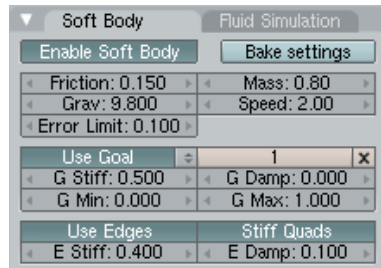 Soft Body Fluid Simulation
Enable Soft Body Bake settings
Friction: 0.150 Mass: 0.80
Grav: 9.800 Speed: 2.00
Error Limit: 0.100
Use Goal 1 x
G Stiff: 0.500 G Damp: 0.000
G Min: 0.000 G Max: 1.000
Use Edges Stiff Quads
E Stiff: 0.400 E Damp: 0.100